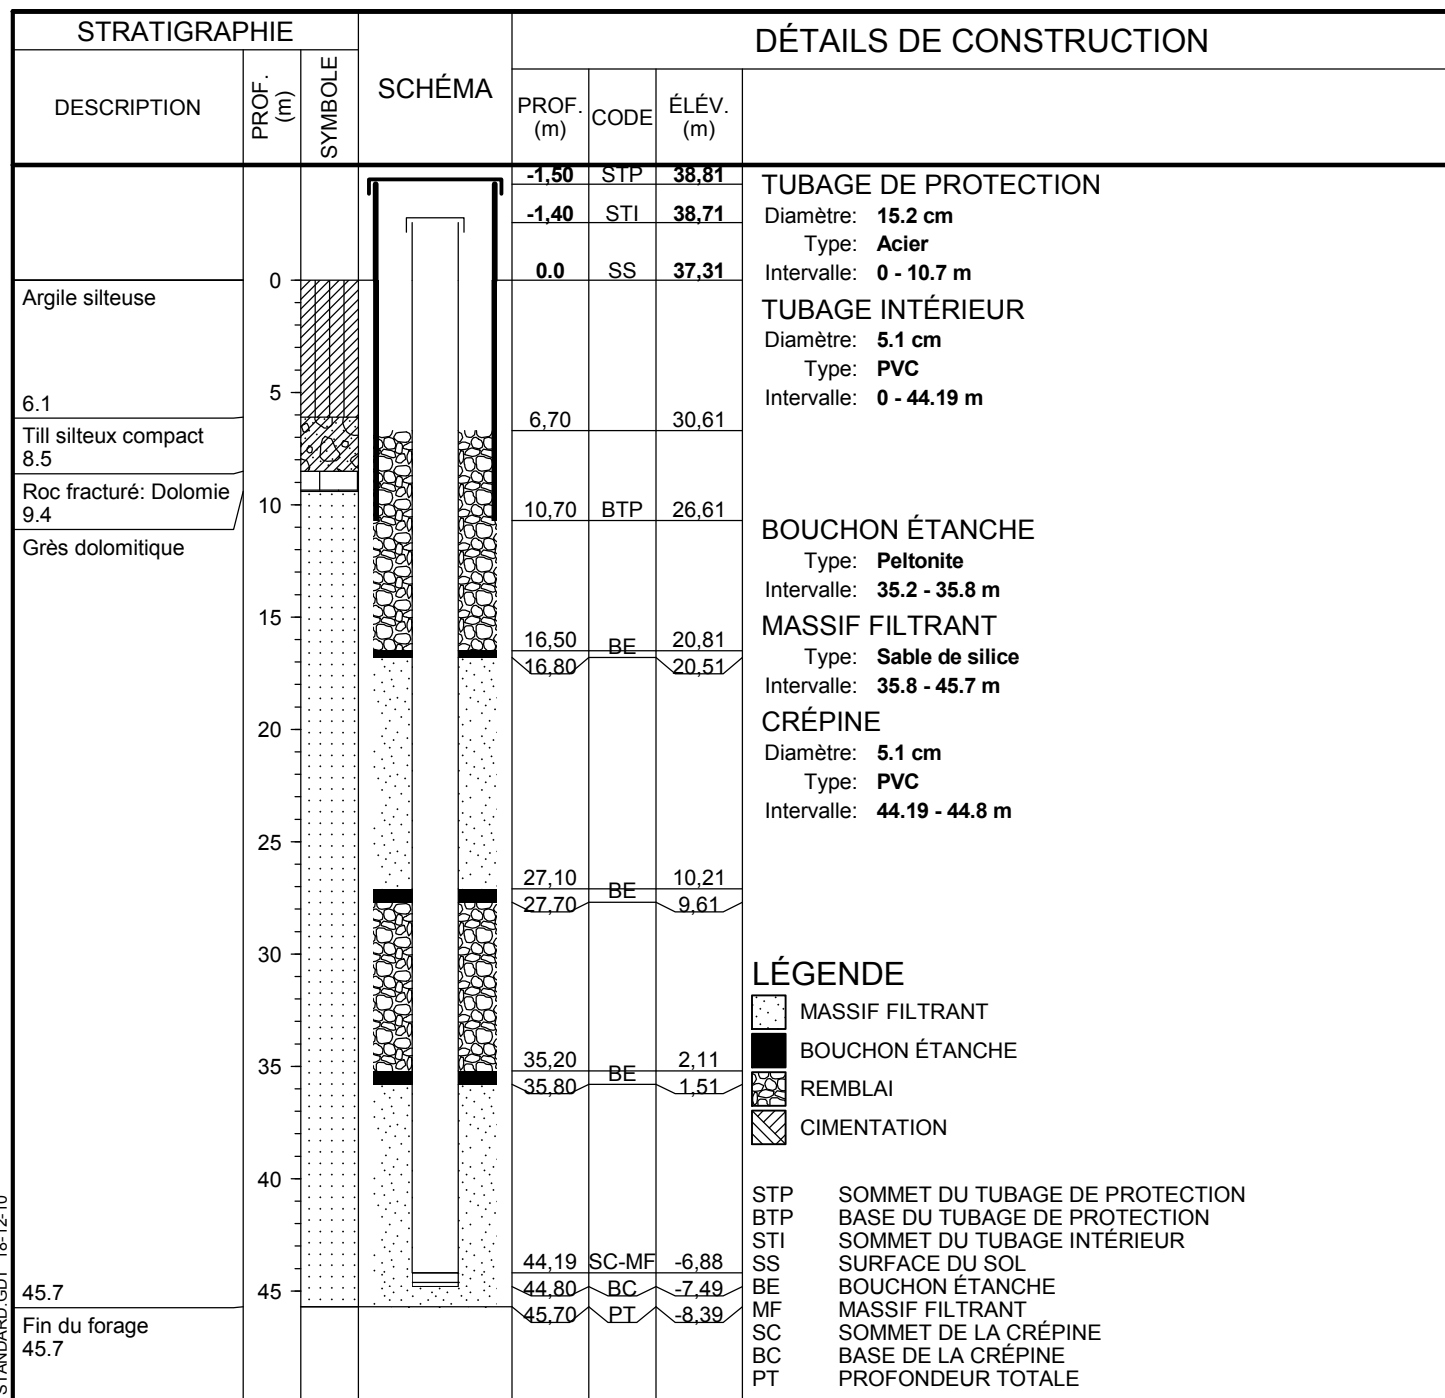 STRATIGRAPHIE
DESCRIPTION
PROF. (m)
SYMBOLE
SCHÉMA
DÉTAILS DE CONSTRUCTION
PROF. (m)
CODE
ÉLÉV. (m)
-1,50 STP 38,81
-1,40 STI 38,71
0.0 SS 37,31
6,70 30,61
10,70 BTP 26,61
16,50 BE 20,81
16,80 20,51
27,10 BE 10,21
27,70 9,61
35,20 BE 2,11
35,80 1,51
44,19 SC-MF -6,88
44,80 BC -7,49
45,70 PT -8,39
Argile silteuse
6.1
Till silteux compact
8.5
Roc fracturé: Dolomie
9.4
Grès dolomitique
45.7
Fin du forage
45.7
0
5
10
15
20
25
30
35
40
45
TUBAGE DE PROTECTION
Diamètre: 15.2 cm
Type: Acier
Intervalle: 0 - 10.7 m
TUBAGE INTÉRIEUR
Diamètre: 5.1 cm
Type: PVC
Intervalle: 0 - 44.19 m
BOUCHON ÉTANCHE
Type: Peltonite
Intervalle: 35.2 - 35.8 m
MASSIF FILTRANT
Type: Sable de silice
Intervalle: 35.8 - 45.7 m
CRÉPINE
Diamètre: 5.1 cm
Type: PVC
Intervalle: 44.19 - 44.8 m
LÉGENDE
MASSIF FILTRANT
BOUCHON ÉTANCHE
REMBLAI
CIMENTATION
STP SOMMET DU TUBAGE DE PROTECTION
BTP BASE DU TUBAGE DE PROTECTION
STI SOMMET DU TUBAGE INTÉRIEUR
SS SURFACE DU SOL
BE BOUCHON ÉTANCHE
MF MASSIF FILTRANT
SC SOMMET DE LA CRÉPINE
BC BASE DE LA CRÉPINE
PT PROFONDEUR TOTALE
STANDARD.GDT 18-12-10